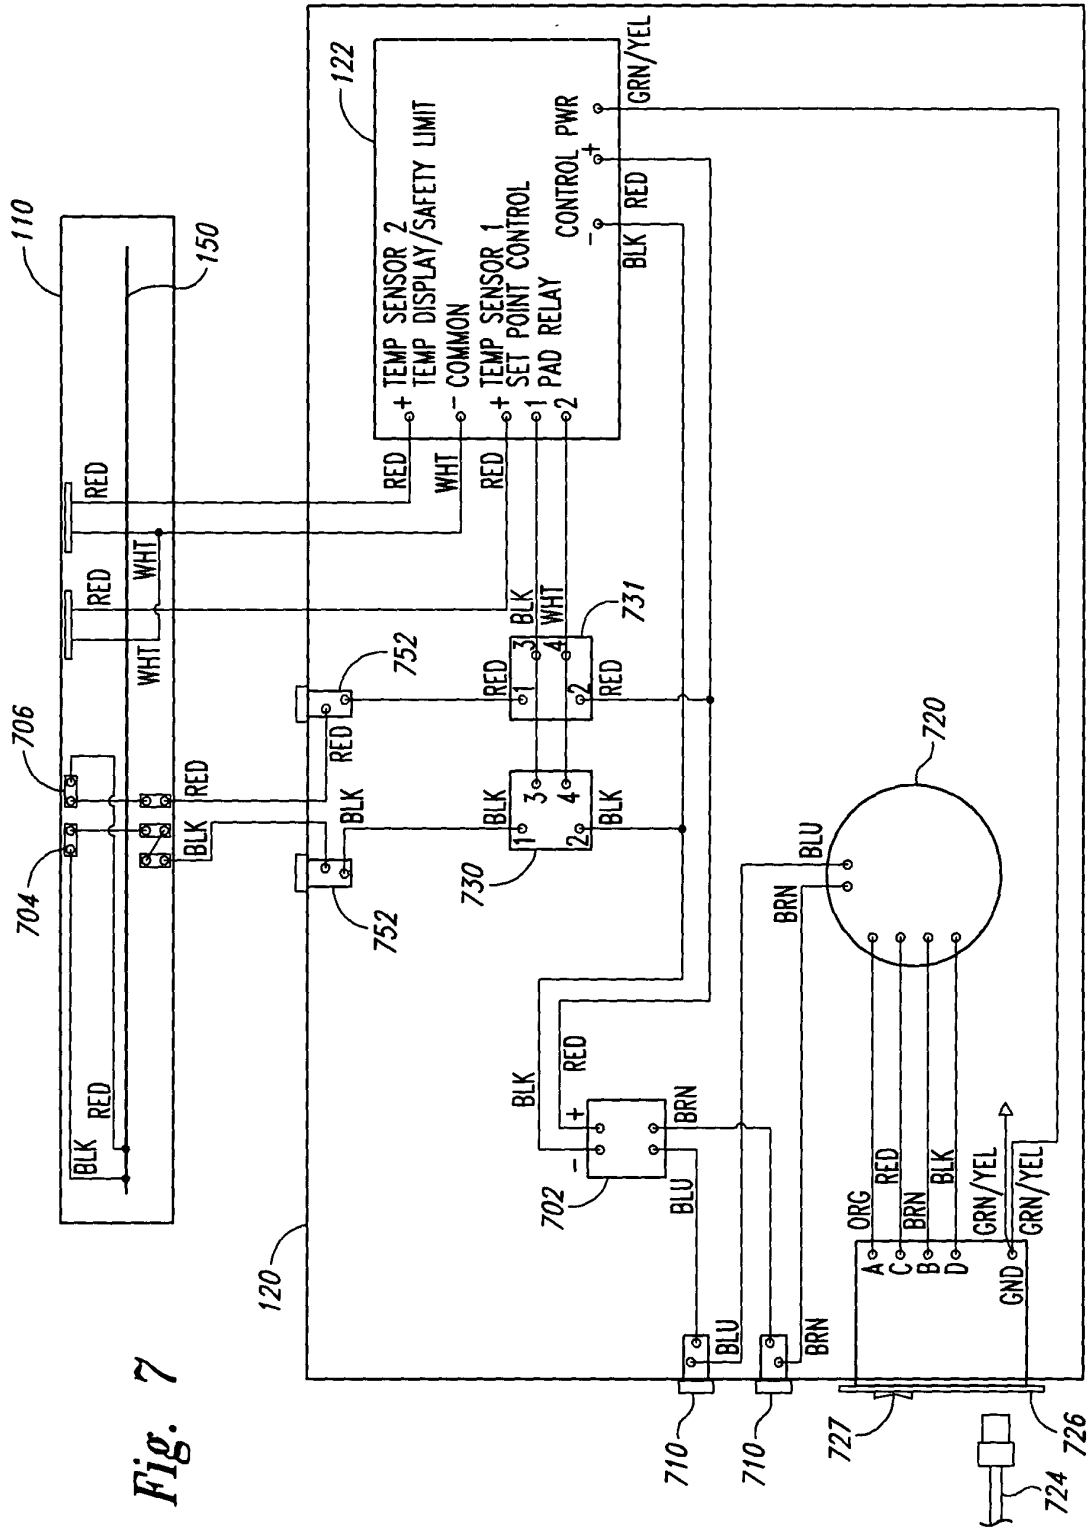 704
706
110
BLK
RED
RED
RED
WHT
WHT
150
BLK
RED
Fig. 7
120
752
752
122
RED
BLK
RED
WHT
RED
+ TEMP SENSOR 2
TEMP DISPLAY/SAFETY LIMIT
- COMMON
+ TEMP SENSOR 1
SET POINT CONTROL
1 PAD RELAY
2
730
BLK
1
3
4
2
BLK
RED
1
3
4
2
RED
BLK
WHT
731
CONTROL PWR
-
+
BLK
RED
GRN/YEL
BLK
RED
-
+
702
BLU
BRN
710
BLU
710
BRN
BLU
BRN
720
727
A
C
B
D
GND
ORG
RED
BRN
BLK
GRN/YEL
GRN/YEL
724
726